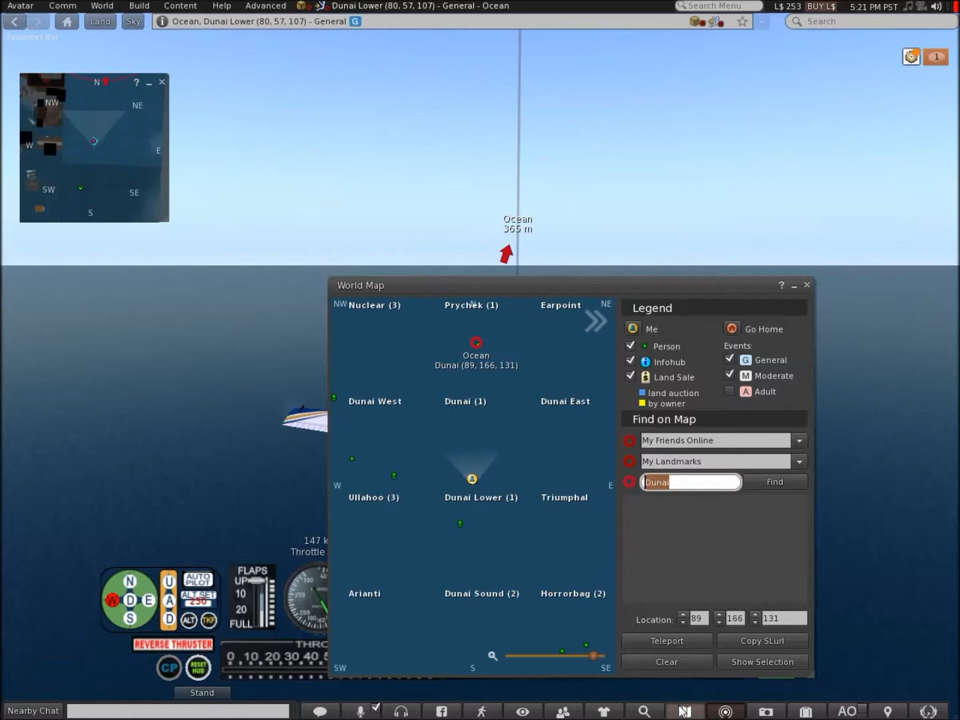 Avatar Comm World Build Content Help Advanced Dunai Lower (80, 57, 107) - General - Ocean Search Menu L$ 253 BUY L$ 5:21 PM PST
Land Sky Ocean, Dunai Lower (80, 57, 107) - General G Search
Favorites Bar
1
N ?
NW NE
W E
SW SE
S
Ocean
365 m
World Map ?
NW Nuclear (3) N Prychek (1) Earpoint NE
Ocean
Dunai (89, 166, 131)
Dunai West Dunai (1) Dunai East
W E
Ullahoo (3) Dunai Lower (1) Triumphal
Arianti Dunai Sound (2) Horrorbag (2)
SW S SE
Legend
Me Go Home
Person Events:
Infohub G General
Land Sale M Moderate
land auction A Adult
by owner
Find on Map
My Friends Online
My Landmarks
Dunai Find
Location: 89 166 131
Teleport Copy SLurl
Clear Show Selection
147 k
Throttle
N W D E S
U A D
AUTO PILOT
ALT SET
250
ALT TKF
FLAPS
UP
10
20
FULL
REVERSE THRUSTER
CP RESET HUD
THRO
0 10 20 30
Stand
Nearby Chat AO